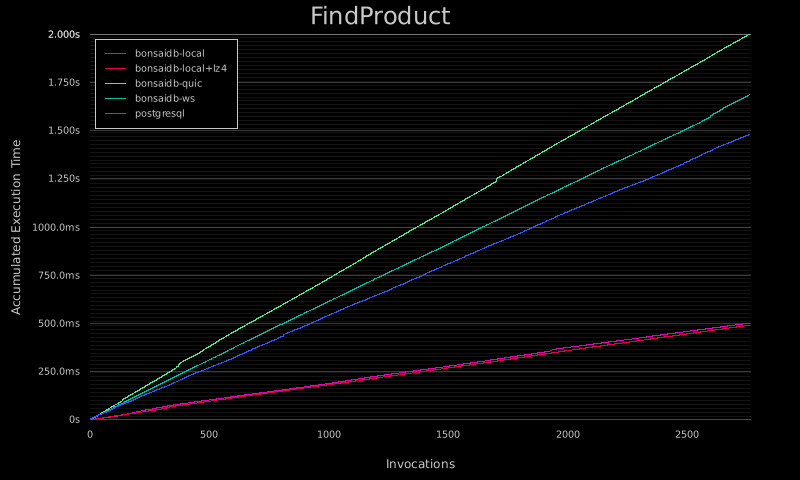 FindProduct
2.000s
1.750s
1.500s
1.250s
1000.0ms
750.0ms
500.0ms
250.0ms
0s
bonsaidb-local
bonsaidb-local+lz4
bonsaidb-quic
bonsaidb-ws
postgresql
Accumulated Execution Time
0 500 1000 1500 2000 2500
Invocations